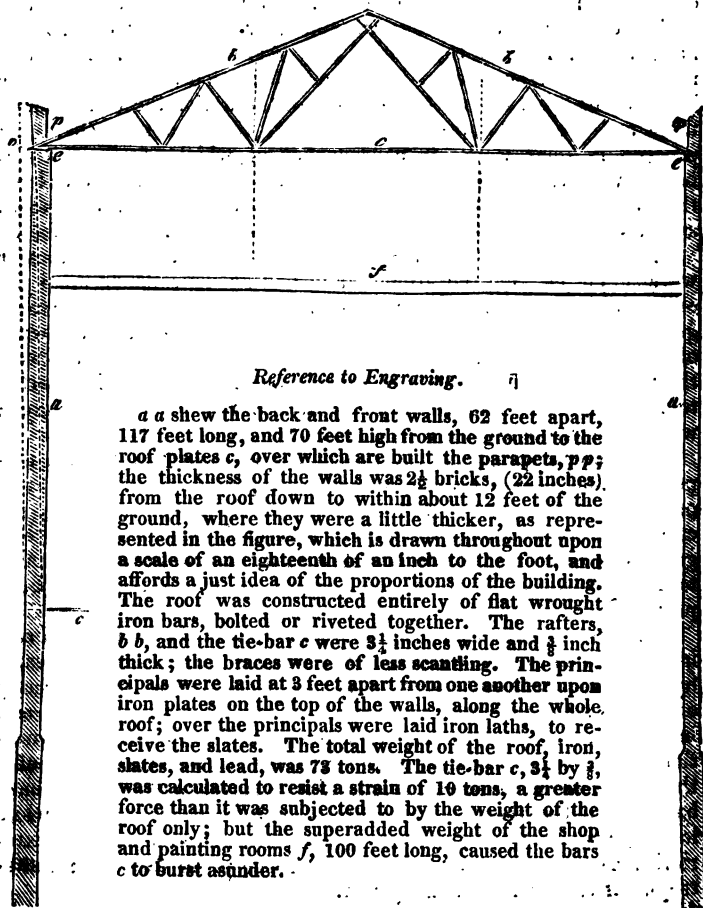 b
b
p
p
o
e
c
e
f
Reference to Engraving.
a
a
a a shew the back and front walls, 62 feet apart,
117 feet long, and 70 feet high from the ground to the
roof plates c, over which are built the parapets, p p;
the thickness of the walls was 2½ bricks, (22 inches)
from the roof down to within about 12 feet of the
ground, where they were a little thicker, as repre-
sented in the figure, which is drawn throughout upon
a scale of an eighteenth of an inch to the foot, and
affords a just idea of the proportions of the building.
The roof was constructed entirely of flat wrought
c
iron bars, bolted or riveted together. The rafters,
b b, and the tie-bar c were 3¼ inches wide and ⅜ inch
thick; the braces were of less scantling. The prin-
cipals were laid at 3 feet apart from one another upon
iron plates on the top of the walls, along the whole
roof; over the principals were laid iron laths, to re-
ceive the slates. The total weight of the roof, iron,
slates, and lead, was 73 tons. The tie-bar c, 3¼ by ⅜,
was calculated to resist a strain of 10 tons, a greater
force than it was subjected to by the weight of the
roof only; but the superadded weight of the shop
and painting rooms f, 100 feet long, caused the bars
c to burst asunder.